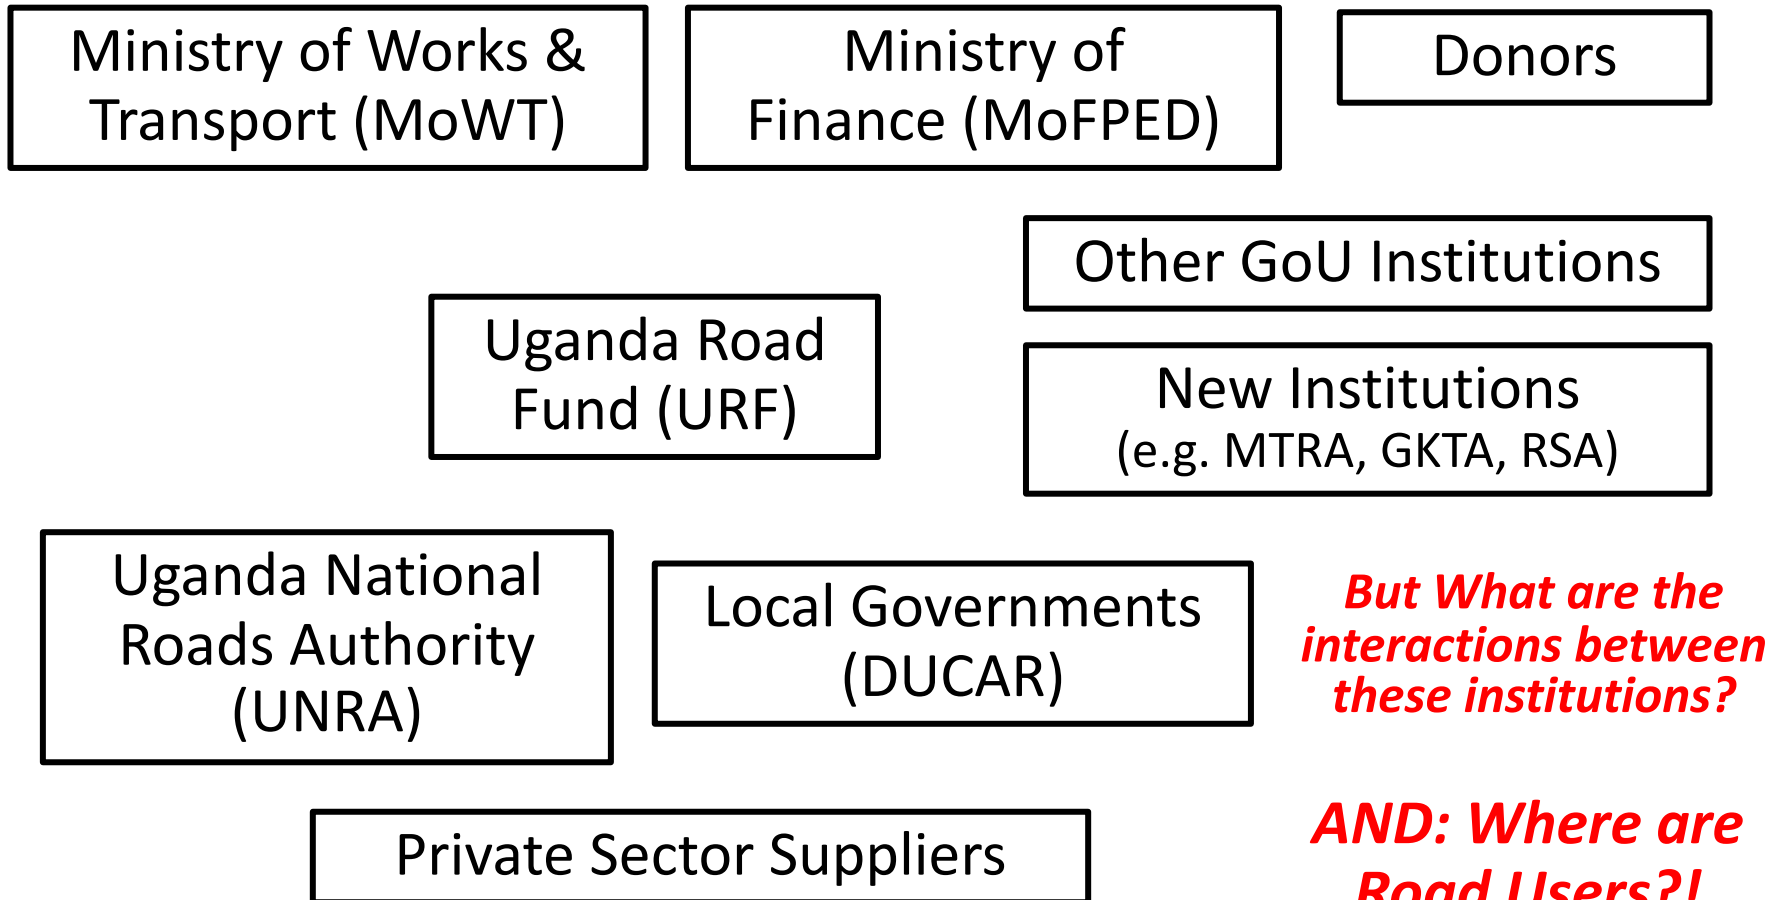 Ministry of Works &
Transport (MoWT)
Ministry of
Finance (MoFPED)
Donors
Other GoU Institutions
Uganda Road
Fund (URF)
New Institutions
(e.g. MTRA, GKTA, RSA)
Uganda National
Roads Authority
(UNRA)
Local Governments
(DUCAR)
But What are the
interactions between
these institutions?
Private Sector Suppliers
AND: Where are
Road Users?!